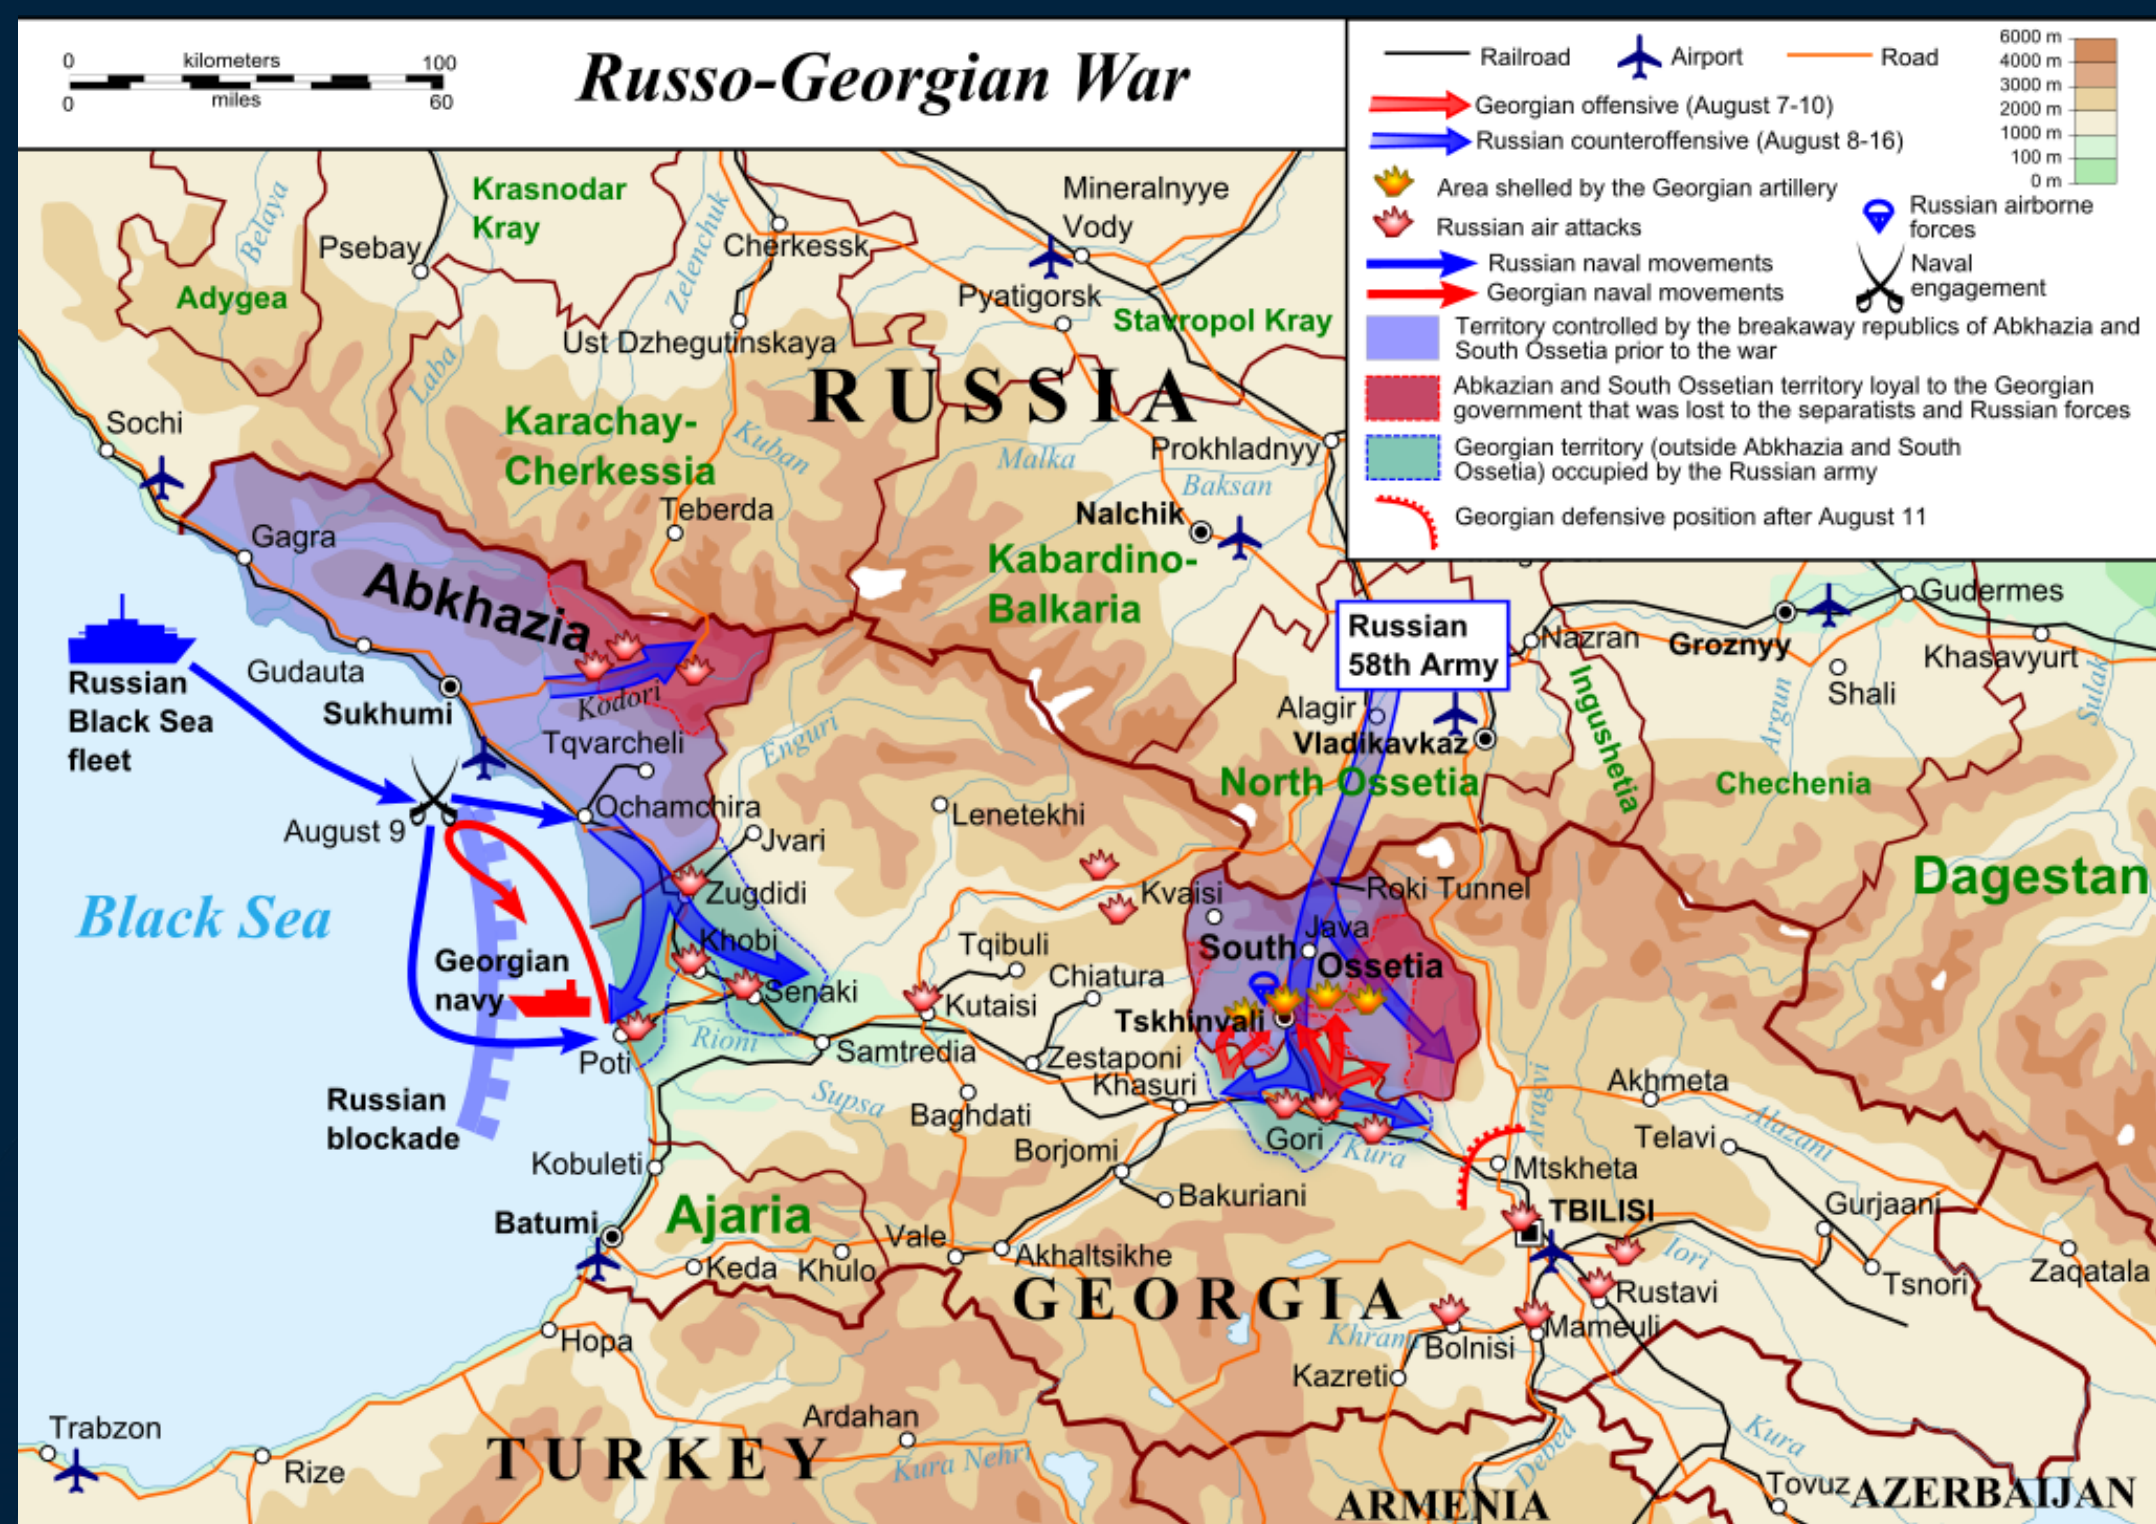 0 kilometers 100
0 miles 60
Russo-Georgian War
Railroad
Airport
Road
Georgian offensive (August 7-10)
Russian counteroffensive (August 8-16)
Area shelled by the Georgian artillery
Russian air attacks
Russian airborne
forces
Russian naval movements
Georgian naval movements
Naval
engagement
Territory controlled by the breakaway republics of Abkhazia and
South Ossetia prior to the war
Abkazian and South Ossetian territory loyal to the Georgian
government that was lost to the separatists and Russian forces
Georgian territory (outside Abkhazia and South
Ossetia) occupied by the Russian army
Georgian defensive position after August 11
6000 m
4000 m
3000 m
2000 m
1000 m
100 m
0 m
Belaya
Krasnodar
Kray
Psebay
Zelenchuk
Cherkessk
Mineralnyye
Vody
Adygea
Pyatigorsk
Stavropol Kray
Ust Dzhegutinskaya
Laba
RUSSIA
Sochi
Karachay-
Cherkessia
Kuban
Malka
Prokhladnyy
Baksan
Teberda
Nalchik
Gagra
Kabardino-
Balkaria
Abkhazia
Russian
58th Army
Nazran
Groznyy
Gudermes
Khasavyurt
Shali
Sulak
Argun
Ingushetia
Gudauta
Sukhumi
Kodori
Russian
Black Sea
fleet
Tqvarcheli
Enguri
Alagir
Vladikavkaz
North Ossetia
Chechenia
August 9
Ochamchira
Jvari
Lenetekhi
Dagestan
Black Sea
Zugdidi
Kvaisi
Roki Tunnel
Java
South
Ossetia
Khobi
Georgian
navy
Senaki
Tqibuli
Chiatura
Kutaisi
Tskhinvali
Poti
Rioni
Samtredia
Zestaponi
Khasuri
Supsa
Baghdati
Russian
blockade
Gori
Kura
Aragvi
Akhmeta
Telavi
Alazani
Borjomi
Kobuleti
Bakuriani
Mtskheta
TBILISI
Gurjaani
Batumi
Ajaria
Vale
Akhaltsikhe
Keda
Khulo
Iori
Tsnori
Zaqatala
GEORGIA
Rustavi
Mameuli
Hopa
Khrami
Bolnisi
Kazreti
Trabzon
Rize
TURKEY
Ardahan
Kura Nehri
Debed
Kura
Tovuz
ARMENIA
AZERBAIJAN